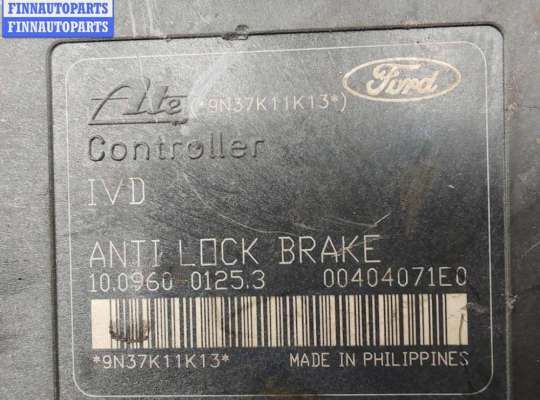 FINNAUTOPARTS
FINNAUTOPARTS
Ate (*9N37K11K13*) Ford
Controller
IVD
ANTI LOCK BRAKE
10.0960 0125.3 00404071E0
*9N37K11K13* MADE IN PHILIPPINES